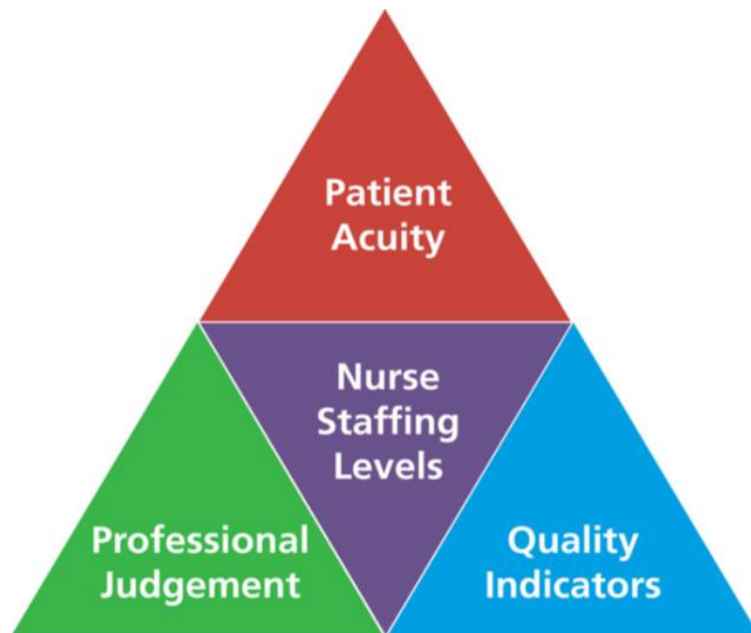 Patient
Acuity
Nurse
Staffing
Levels
Professional
Judgement
Quality
Indicators